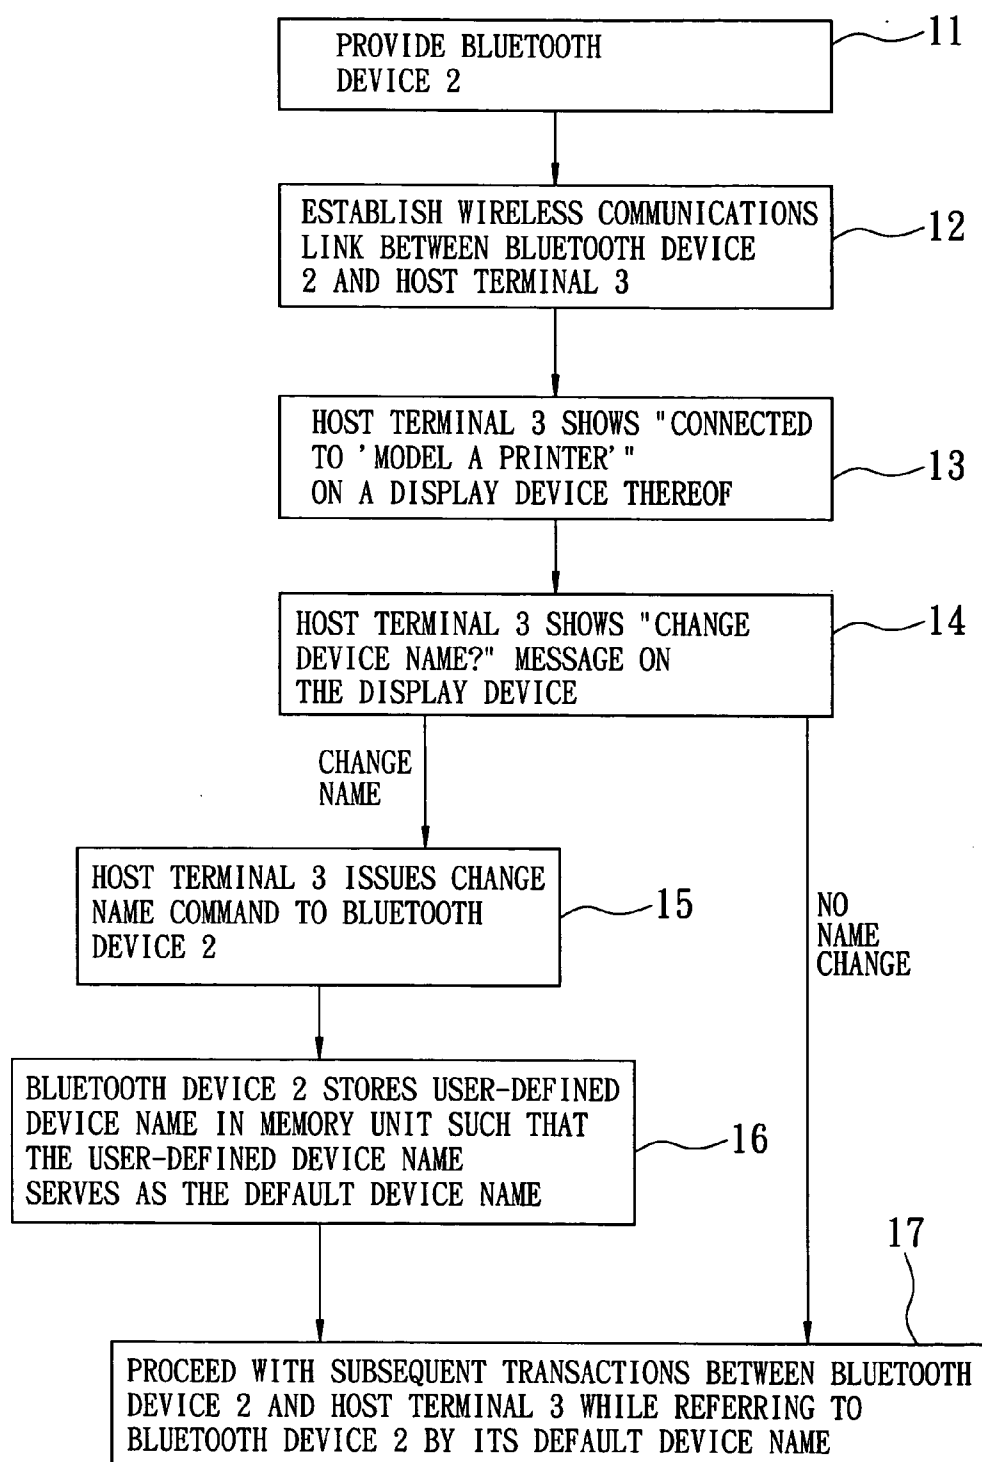 PROVIDE BLUETOOTH
DEVICE 2
11
ESTABLISH WIRELESS COMMUNICATIONS
LINK BETWEEN BLUETOOTH DEVICE
2 AND HOST TERMINAL 3
12
HOST TERMINAL 3 SHOWS "CONNECTED
TO 'MODEL A PRINTER'"
ON A DISPLAY DEVICE THEREOF
13
HOST TERMINAL 3 SHOWS "CHANGE
DEVICE NAME?" MESSAGE ON
THE DISPLAY DEVICE
14
CHANGE
NAME
HOST TERMINAL 3 ISSUES CHANGE
NAME COMMAND TO BLUETOOTH
DEVICE 2
15
NO
NAME
CHANGE
BLUETOOTH DEVICE 2 STORES USER-DEFINED
DEVICE NAME IN MEMORY UNIT SUCH THAT
THE USER-DEFINED DEVICE NAME
SERVES AS THE DEFAULT DEVICE NAME
16
17
PROCEED WITH SUBSEQUENT TRANSACTIONS BETWEEN BLUETOOTH
DEVICE 2 AND HOST TERMINAL 3 WHILE REFERRING TO
BLUETOOTH DEVICE 2 BY ITS DEFAULT DEVICE NAME